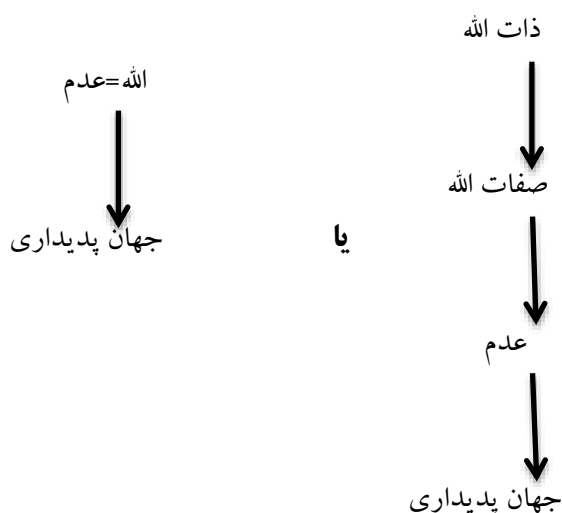 ذات الله
صفات الله
عدم
جهان پدیداری
یا
الله=عدم
جهان پدیداری